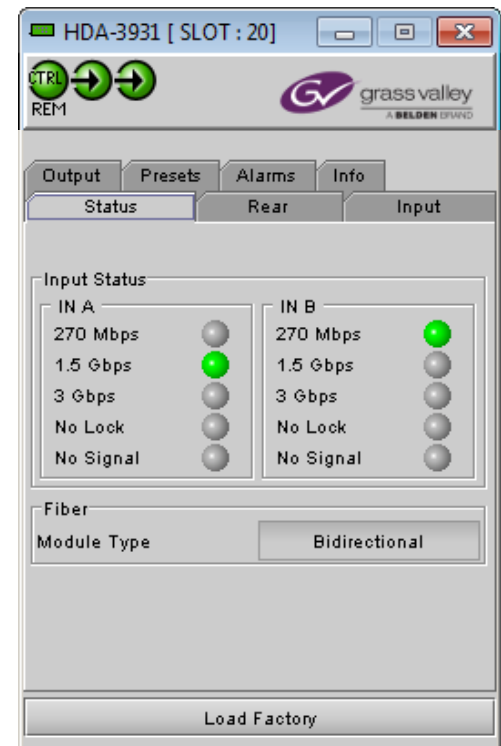 HDA-3931 [ SLOT : 20]
CTRL
REM
GV grassvalley
A BELDEN BRAND
Output Presets Alarms Info
Status Rear Input
Input Status
IN A IN B
270 Mbps 270 Mbps
1.5 Gbps 1.5 Gbps
3 Gbps 3 Gbps
No Lock No Lock
No Signal No Signal
Fiber
Module Type Bidirectional
Load Factory